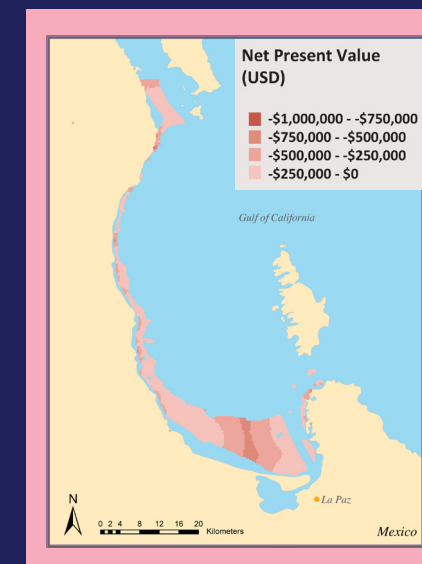 Net Present Value
(USD)
-$1,000,000 - -$750,000
-$750,000 - -$500,000
-$500,000 - -$250,000
-$250,000 - $0
Gulf of California
La Paz
N
0 2 4 8 12 16 20
Kilometers
Mexico